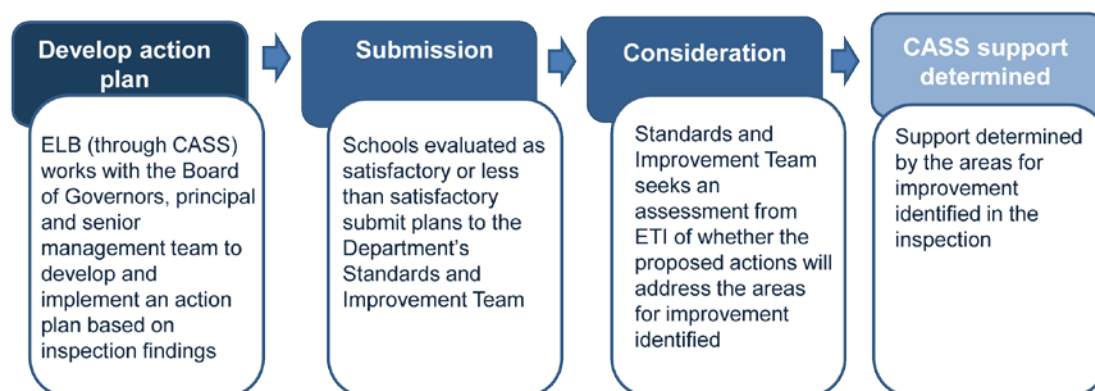 Develop action
plan
ELB (through CASS)
works with the Board
of Governors, principal
and senior
management team to
develop and
implement an action
plan based on
inspection findings
Submission
Schools evaluated as
satisfactory or less
than satisfactory
submit plans to the
Department's
Standards and
Improvement Team
Consideration
Standards and
Improvement Team
seeks an
assessment from
ETI of whether the
proposed actions will
address the areas
for improvement
identified
CASS support
determined
Support determined
by the areas for
improvement
identified in the
inspection